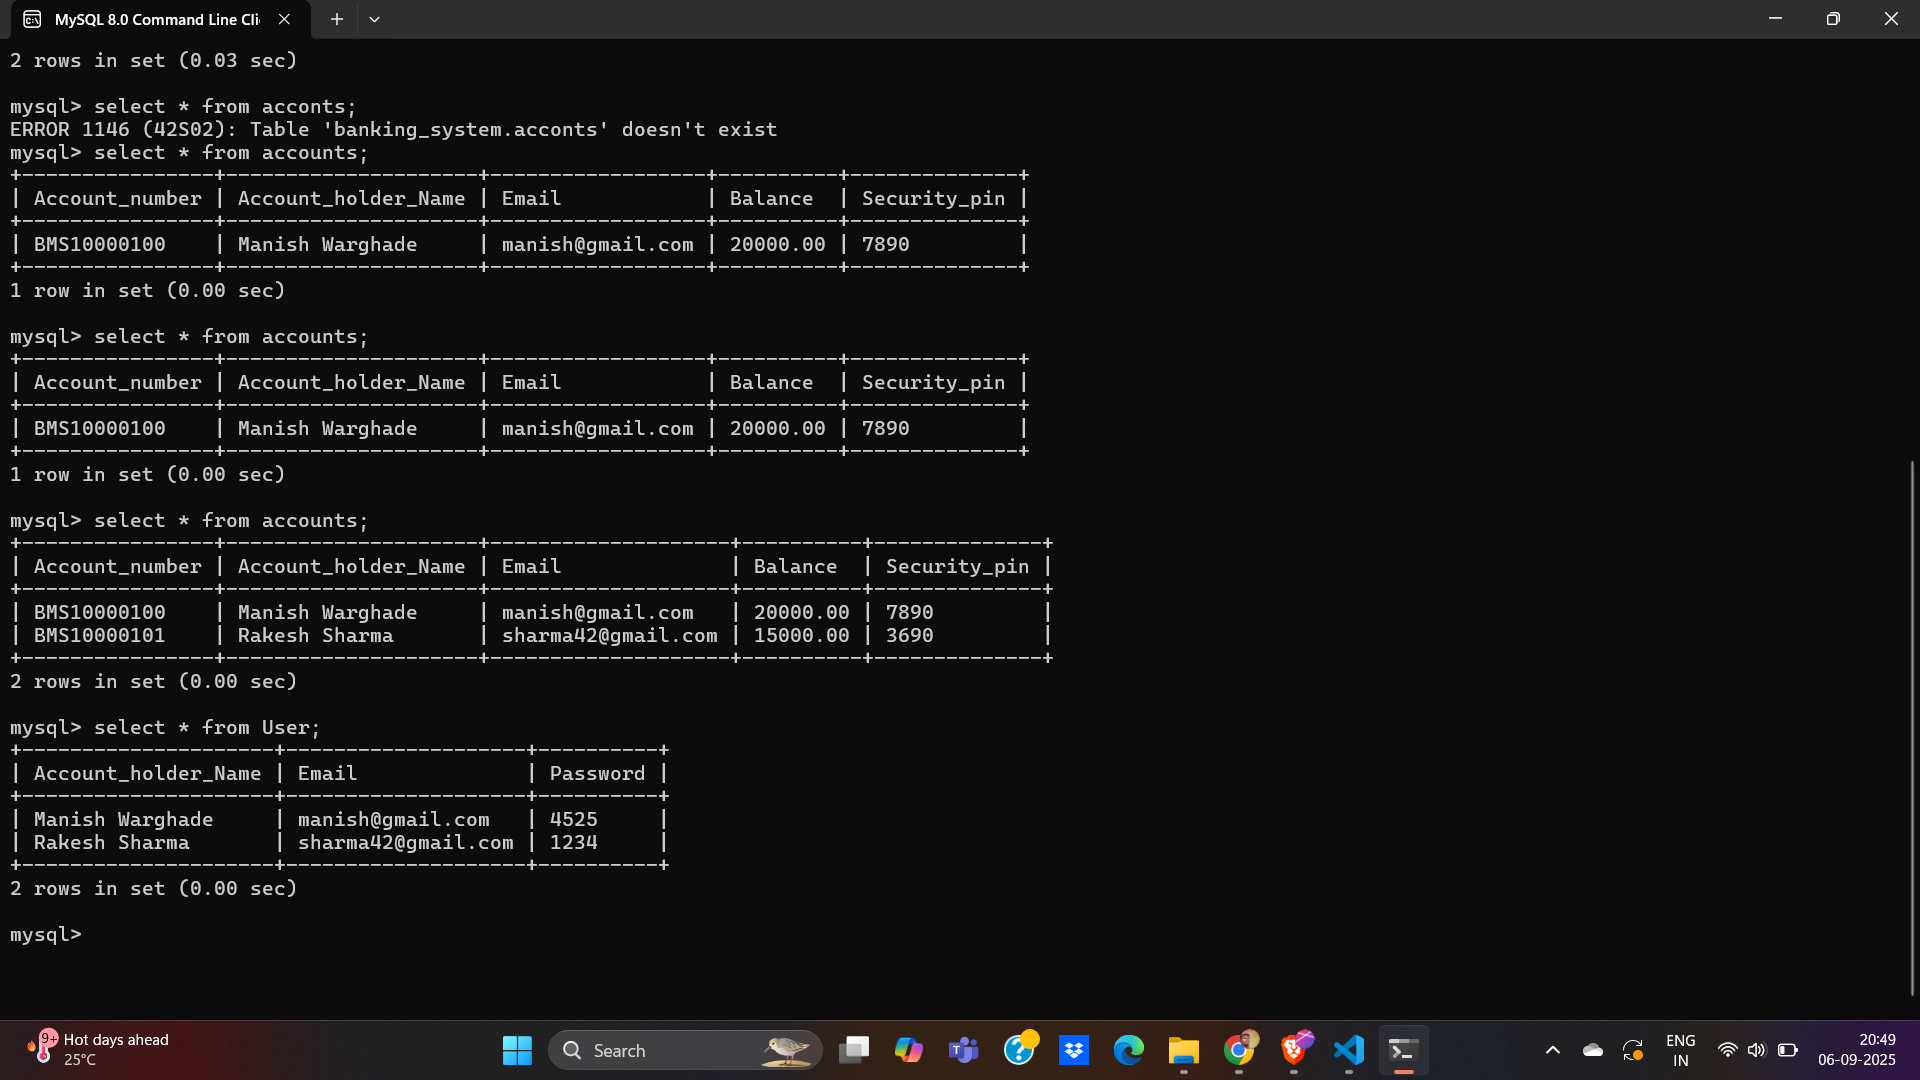 MySQL 8.0 Command Line Cli
2 rows in set (0.03 sec)
mysql> select * from acconts;
ERROR 1146 (42S02): Table 'banking_system.acconts' doesn't exist
mysql> select * from accounts;
+----------------+---------------------+------------------+----------+--------------+
| Account_number | Account_holder_Name | Email            | Balance  | Security_pin |
+----------------+---------------------+------------------+----------+--------------+
| BMS10000100    | Manish Warghade     | manish@gmail.com | 20000.00 | 7890         |
+----------------+---------------------+------------------+----------+--------------+
1 row in set (0.00 sec)
mysql> select * from accounts;
+----------------+---------------------+------------------+----------+--------------+
| Account_number | Account_holder_Name | Email            | Balance  | Security_pin |
+----------------+---------------------+------------------+----------+--------------+
| BMS10000100    | Manish Warghade     | manish@gmail.com | 20000.00 | 7890         |
+----------------+---------------------+------------------+----------+--------------+
1 row in set (0.00 sec)
mysql> select * from accounts;
+----------------+---------------------+--------------------+----------+--------------+
| Account_number | Account_holder_Name | Email              | Balance  | Security_pin |
+----------------+---------------------+--------------------+----------+--------------+
| BMS10000100    | Manish Warghade     | manish@gmail.com   | 20000.00 | 7890         |
| BMS10000101    | Rakesh Sharma       | sharma42@gmail.com | 15000.00 | 3690         |
+----------------+---------------------+--------------------+----------+--------------+
2 rows in set (0.00 sec)
mysql> select * from User;
+---------------------+--------------------+----------+
| Account_holder_Name | Email              | Password |
+---------------------+--------------------+----------+
| Manish Warghade     | manish@gmail.com   | 4525     |
| Rakesh Sharma       | sharma42@gmail.com | 1234     |
+---------------------+--------------------+----------+
2 rows in set (0.00 sec)
mysql>
9+
Hot days ahead
25°C
Search
ENG
IN
20:49
06-09-2025